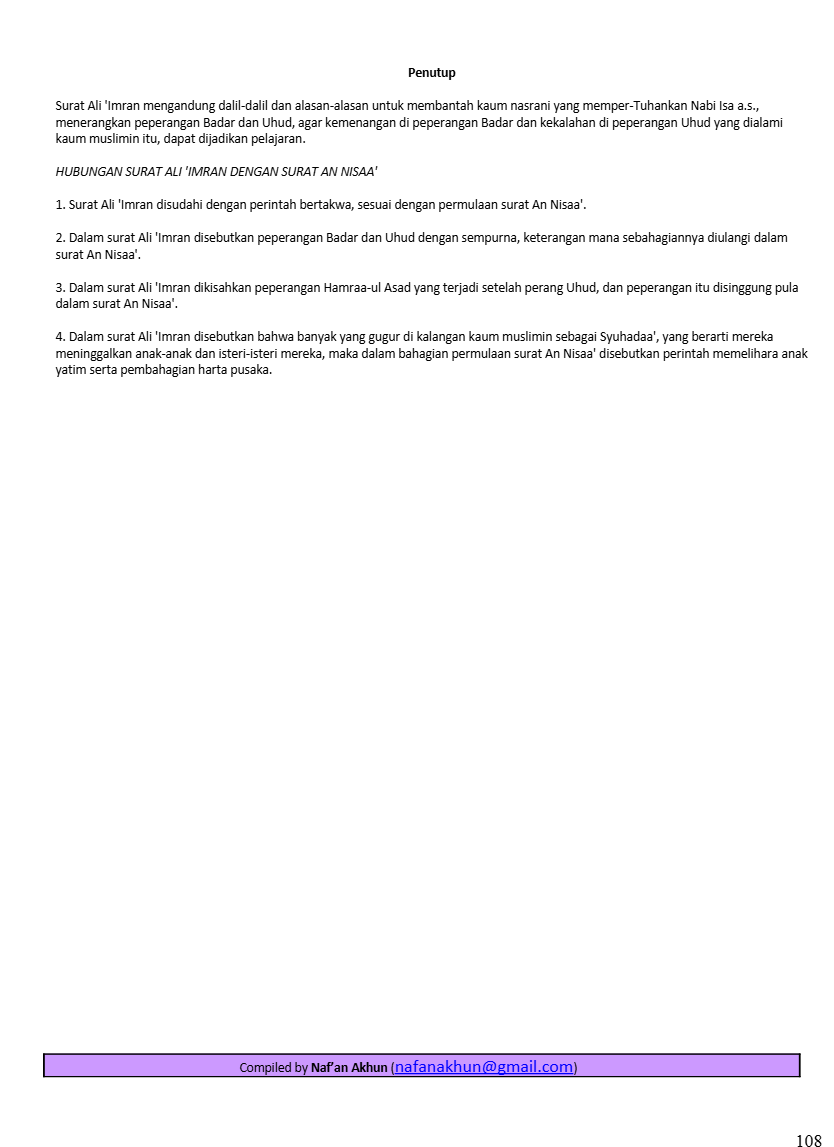 Penutup
Surat Ali 'Imran mengandung dalil-dalil dan alasan-alasan untuk membantah kaum nasrani yang memper-Tuhankan Nabi Isa a.s.,
menerangkan peperangan Badar dan Uhud, agar kemenangan di peperangan Badar dan kekalahan di peperangan Uhud yang dialami
kaum muslimin itu, dapat dijadikan pelajaran.
HUBUNGAN SURAT ALI 'IMRAN DENGAN SURAT AN NISAA'
1. Surat Ali 'Imran disudahi dengan perintah bertakwa, sesuai dengan permulaan surat An Nisaa'.
2. Dalam surat Ali 'Imran disebutkan peperangan Badar dan Uhud dengan sempurna, keterangan mana sebahagiannya diulangi dalam
surat An Nisaa'.
3. Dalam surat Ali 'Imran dikisahkan peperangan Hamraa-ul Asad yang terjadi setelah perang Uhud, dan peperangan itu disinggung pula
dalam surat An Nisaa'.
4. Dalam surat Ali 'Imran disebutkan bahwa banyak yang gugur di kalangan kaum muslimin sebagai Syuhadaa', yang berarti mereka
meninggalkan anak-anak dan isteri-isteri mereka, maka dalam bahagian permulaan surat An Nisaa' disebutkan perintah memelihara anak
yatim serta pembahagian harta pusaka.
Compiled by Naf’an Akhun (nafanakhun@gmail.com)
108